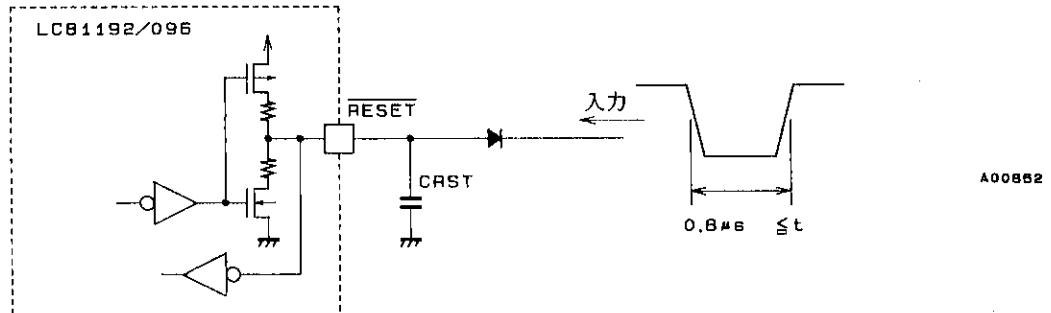 LC81192/096
RESET
入力
CRST
A00862
0.8μs ≦t